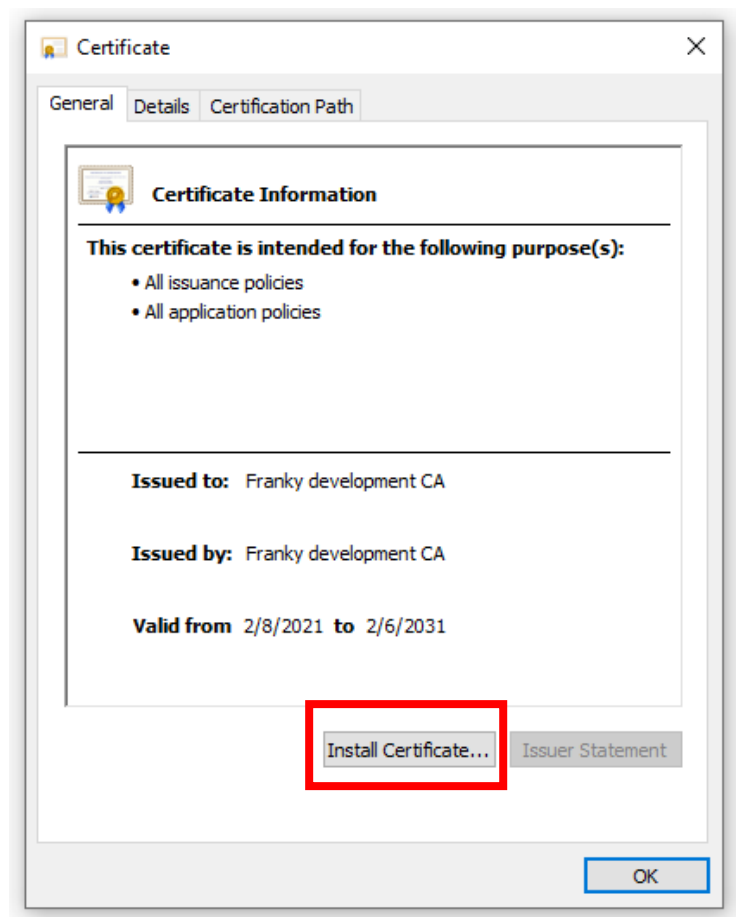 Certificate
General Details Certification Path
Certificate Information
This certificate is intended for the following purpose(s):
• All issuance policies
• All application policies
Issued to: Franky development CA
Issued by: Franky development CA
Valid from 2/8/2021 to 2/6/2031
Install Certificate... Issuer Statement
OK